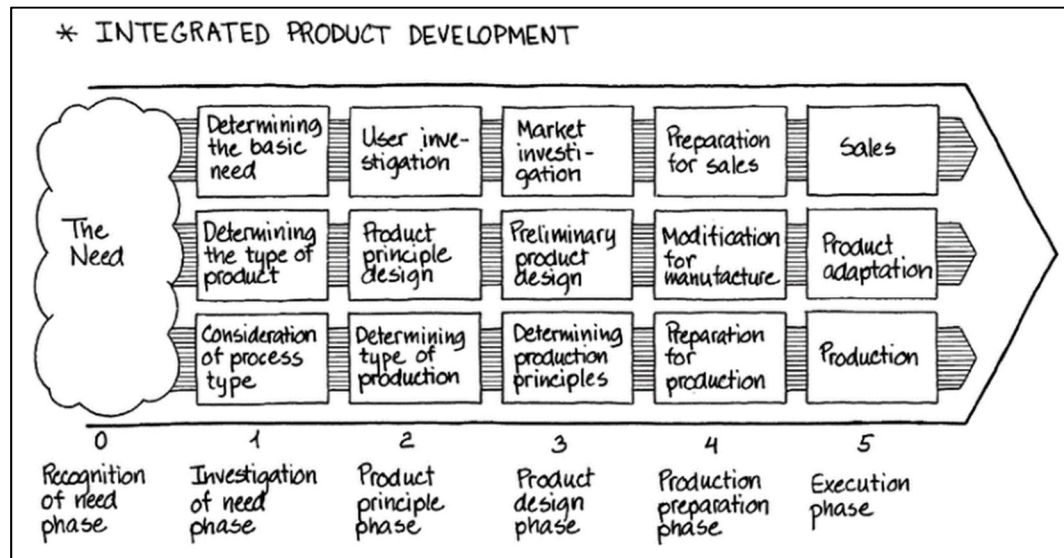 * INTEGRATED PRODUCT DEVELOPMENT
The
Need
Determining
the basic
need
User inve-
stigation
Market
investi-
gation
Preparation
for sales
Sales
Determining
the type of
product
Product
principle
design
Preliminary
product
design
Modification
for
manufacture
Product
adaptation
Consideration
of process
type
Determining
type of
production
Determining
production
principles
Preparation
for
production
Production
0
1
2
3
4
5
Recognition
of need
phase
Investigation
of need
phase
Product
principle
phase
Product
design
phase
Production
preparation
phase
Execution
phase